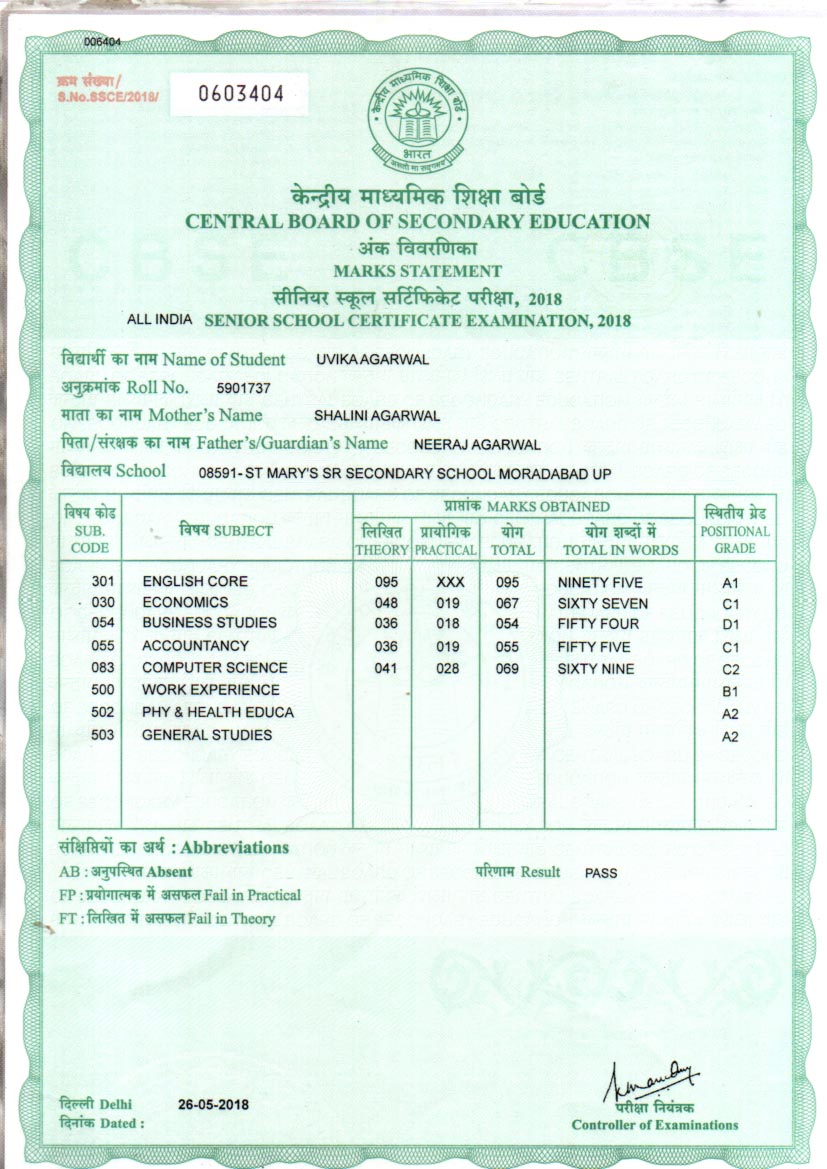 006404
क्रम संख्या/
S.No.SSCE/2018/ 0603404
केन्द्रीय माध्यमिक शिक्षा बोर्ड
भारत
असतो मा सद्गमय
केन्द्रीय माध्यमिक शिक्षा बोर्ड
CENTRAL BOARD OF SECONDARY EDUCATION
अंक विवरणिका
MARKS STATEMENT
सीनियर स्कूल सर्टिफिकेट परीक्षा, 2018
ALL INDIA SENIOR SCHOOL CERTIFICATE EXAMINATION, 2018
CBSE CBSE
विद्यार्थी का नाम Name of Student UVIKA AGARWAL
अनुक्रमांक Roll No. 5901737
माता का नाम Mother's Name SHALINI AGARWAL
पिता/संरक्षक का नाम Father's/Guardian's Name NEERAJ AGARWAL
विद्यालय School 08591- ST MARY'S SR SECONDARY SCHOOL MORADABAD UP
विषय कोड SUB. CODE विषय SUBJECT प्राप्तांक MARKS OBTAINED स्थितीय ग्रेड POSITIONAL GRADE
लिखित THEORY प्रायोगिक PRACTICAL योग TOTAL योग शब्दों में TOTAL IN WORDS
301 ENGLISH CORE 095 XXX 095 NINETY FIVE A1
030 ECONOMICS 048 019 067 SIXTY SEVEN C1
054 BUSINESS STUDIES 036 018 054 FIFTY FOUR D1
055 ACCOUNTANCY 036 019 055 FIFTY FIVE C1
083 COMPUTER SCIENCE 041 028 069 SIXTY NINE C2
500 WORK EXPERIENCE B1
502 PHY & HEALTH EDUCA A2
503 GENERAL STUDIES A2
संक्षिप्तियों का अर्थ : Abbreviations
AB : अनुपस्थित Absent परिणाम Result PASS
FP : प्रयोगात्मक में असफल Fail in Practical
FT : लिखित में असफल Fail in Theory
दिल्ली Delhi 26-05-2018
दिनांक Dated :
परीक्षा नियंत्रक
Controller of Examinations